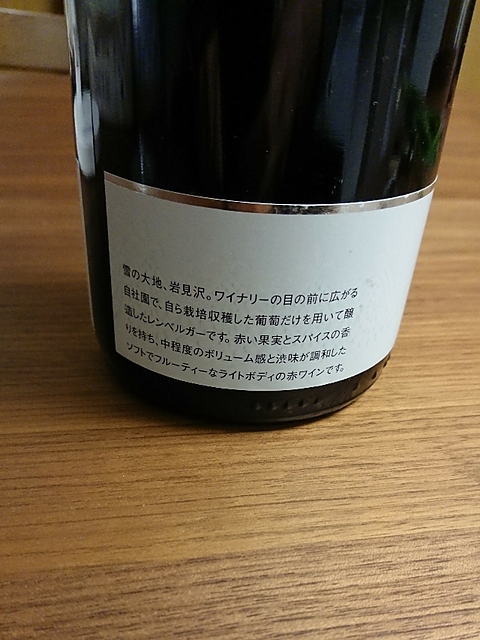 雪の大地、岩見沢。ワイナリーの目の前に広がる
自社園で、自ら栽培収穫した葡萄だけを用いて醸
造したレンベルガーです。赤い果実とスパイスの香
りを持ち、中程度のボリューム感と渋味が調和した
ソフトでフルーティーなライトボディの赤ワインです。